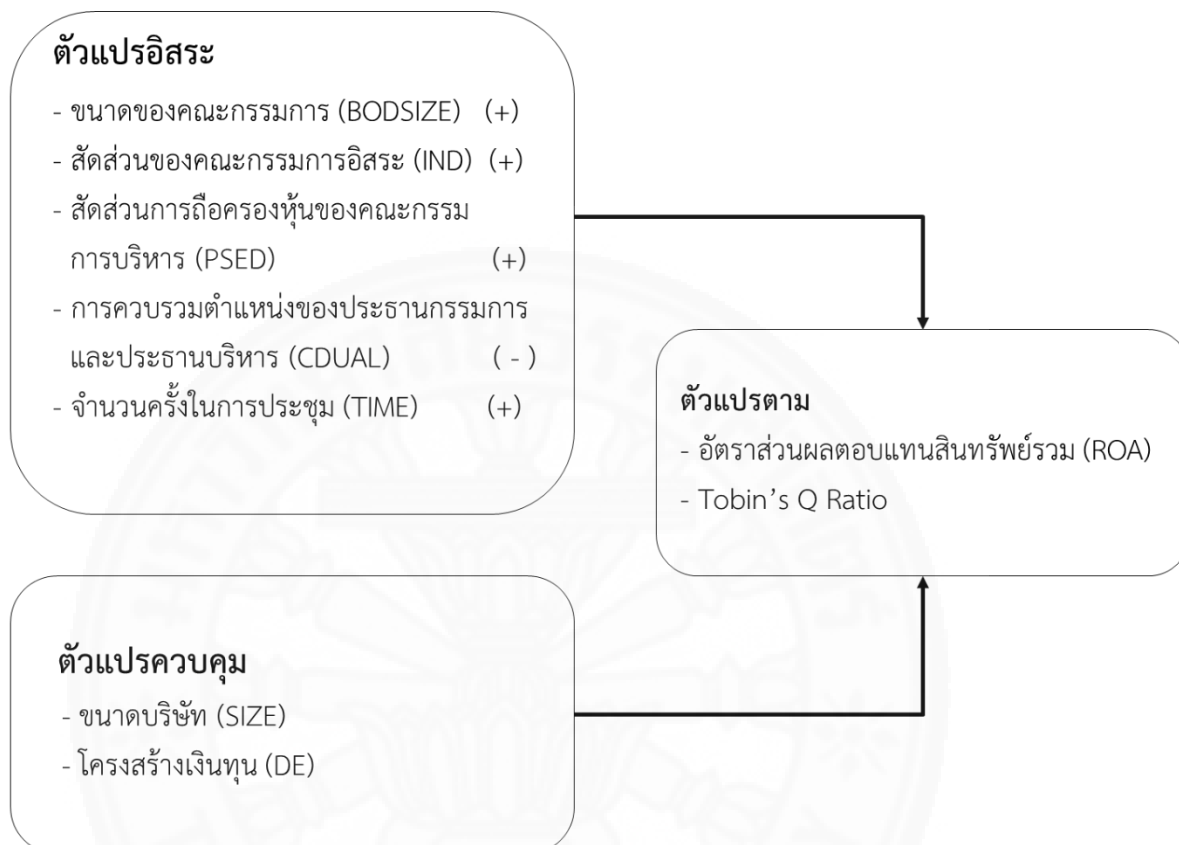 ตัวแปรอิสระ
- ขนาดของคณะกรรมการ (BODSIZE) (+)
- สัดส่วนของคณะกรรมการอิสระ (IND) (+)
- สัดส่วนการถือครองหุ้นของคณะกรรม
การบริหาร (PSED) (+)
- การควบรวมตำแหน่งของประธานกรรมการ
และประธานบริหาร (CDUAL) ( - )
- จำนวนครั้งในการประชุม (TIME) (+)
ตัวแปรตาม
- อัตราส่วนผลตอบแทนสินทรัพย์รวม (ROA)
- Tobin’s Q Ratio
ตัวแปรควบคุม
- ขนาดบริษัท (SIZE)
- โครงสร้างเงินทุน (DE)